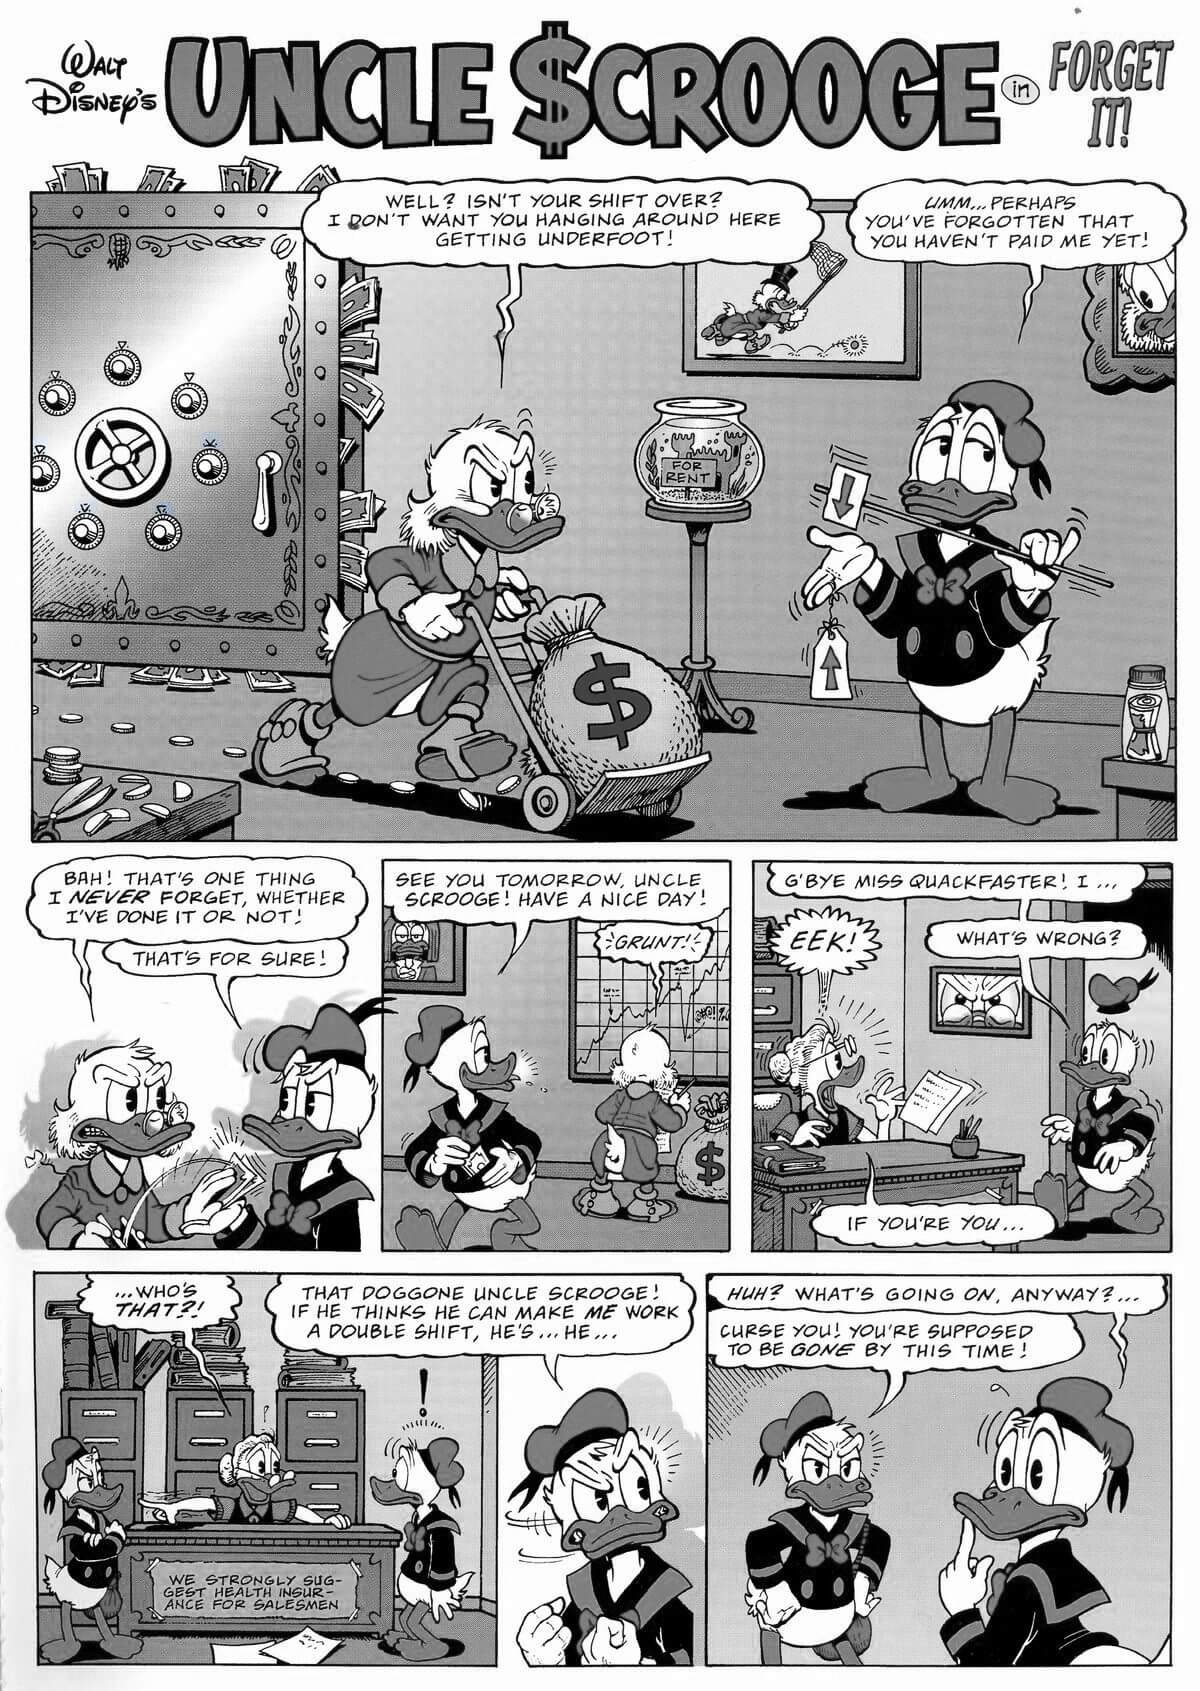 WALT
DISNEY'S
UNCLE $CROOGE
in
FORGET
IT!
WELL? ISN'T YOUR SHIFT OVER?
I DON'T WANT YOU HANGING AROUND HERE
GETTING UNDERFOOT!
UMM...PERHAPS
YOU'VE FORGOTTEN THAT
YOU HAVEN'T PAID ME YET!
FOR
RENT
$
BAH! THAT'S ONE THING
I NEVER FORGET, WHETHER
I'VE DONE IT OR NOT!
THAT'S FOR SURE!
SEE YOU TOMORROW, UNCLE
SCROOGE! HAVE A NICE DAY!
GRUNT!
$
G'BYE MISS QUACKFASTER! I ...
EEK!
WHAT'S WRONG?
IF YOU'RE YOU...
...WHO'S
THAT?!
!
WE STRONGLY SUG-
GEST HEALTH INSUR-
ANCE FOR SALESMEN
THAT DOGGONE UNCLE SCROOGE!
IF HE THINKS HE CAN MAKE ME WORK
A DOUBLE SHIFT, HE'S ... HE...
HUH? WHAT'S GOING ON, ANYWAY?...
CURSE YOU! YOU'RE SUPPOSED
TO BE GONE BY THIS TIME!